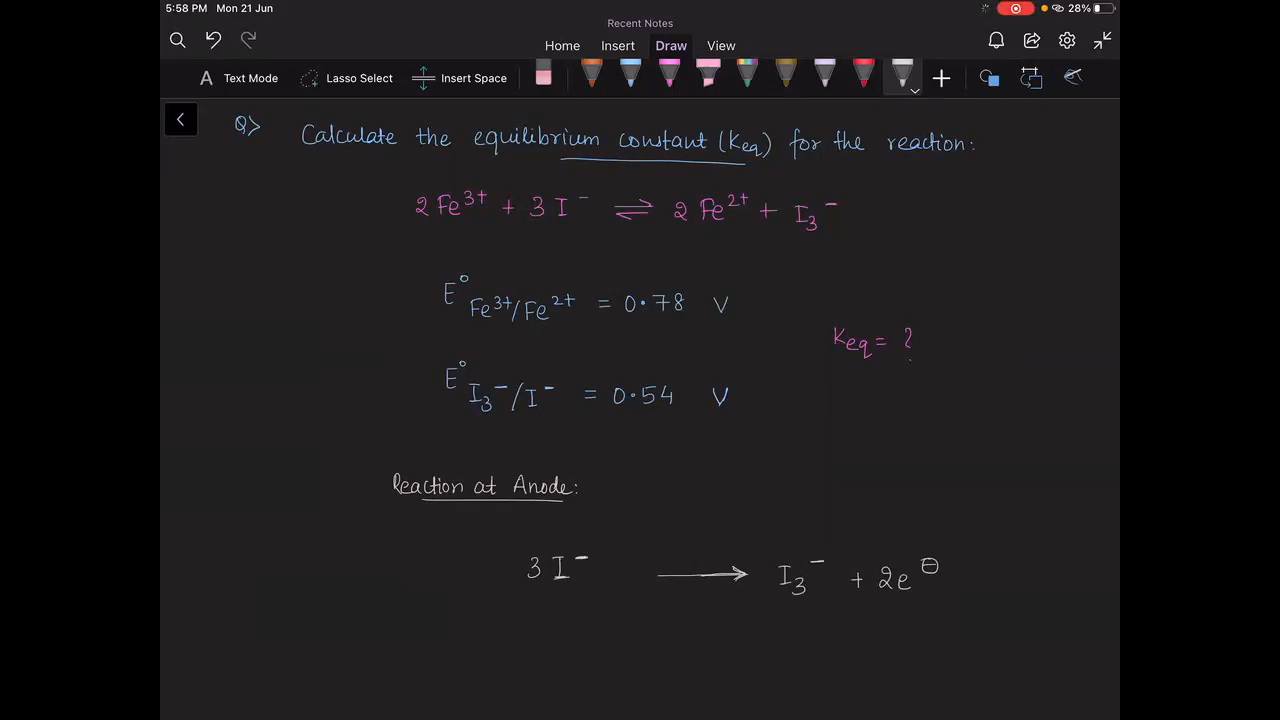 5:58 PM Mon 21 Jun
28%
Recent Notes
Home Insert Draw View
A Text Mode Lasso Select Insert Space
Q> Calculate the equilibrium constant (Keq) for the reaction:
2 Fe³⁺ + 3 I⁻ ⇌ 2 Fe²⁺ + I₃⁻
E° Fe³⁺/Fe²⁺ = 0.78 V
Keq = ?
E° I₃⁻/I⁻ = 0.54 V
Reaction at Anode:
3 I⁻ ⟶ I₃⁻ + 2e⊖